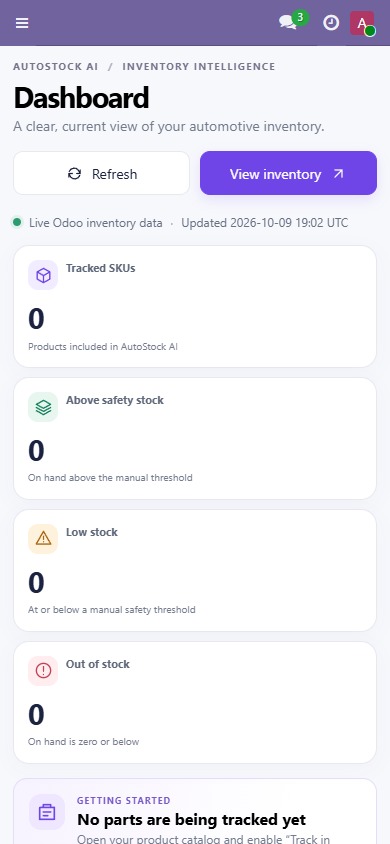 3
A
AUTOSTOCK AI / INVENTORY INTELLIGENCE
Dashboard
A clear, current view of your automotive inventory.
Refresh
View inventory
Live Odoo inventory data · Updated 2026-10-09 19:02 UTC
Tracked SKUs
0
Products included in AutoStock AI
Above safety stock
0
On hand above the manual threshold
Low stock
0
At or below a manual safety threshold
Out of stock
0
On hand is zero or below
GETTING STARTED
No parts are being tracked yet
Open your product catalog and enable “Track in